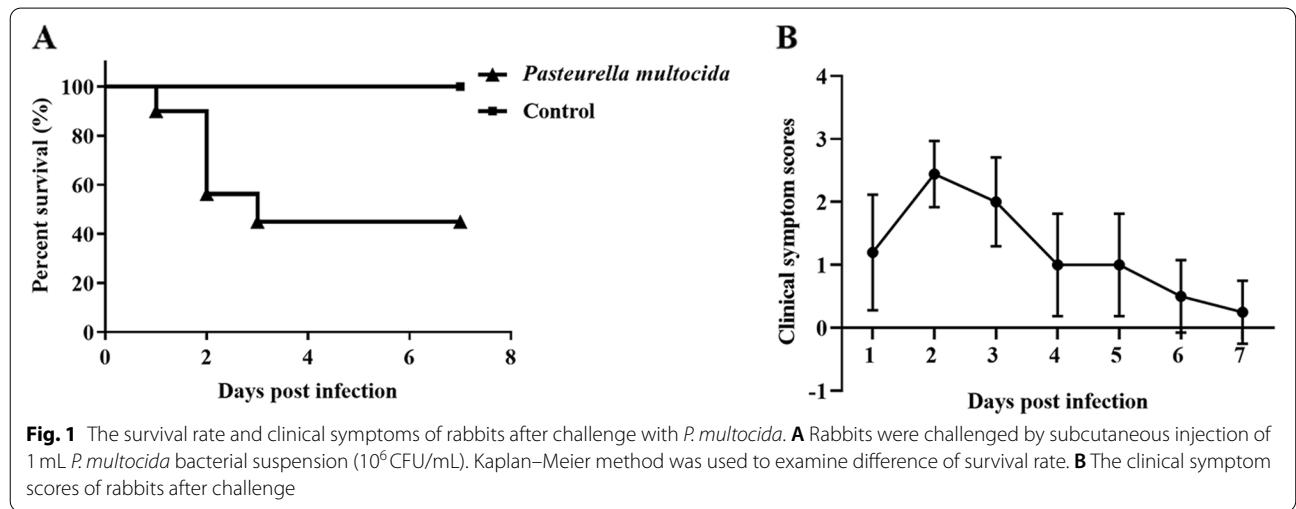 A
100
80
60
40
20
0
0 2 4 6 8
Percent survival (%)
Days post infection
Pasteurella multocida
Control
B
4
3
2
1
0
-1
1 2 3 4 5 6 7
Clinical symptom scores
Days post infection
Fig. 1 The survival rate and clinical symptoms of rabbits after challenge with P. multocida. A Rabbits were challenged by subcutaneous injection of
1 mL P. multocida bacterial suspension (10⁶ CFU/mL). Kaplan–Meier method was used to examine difference of survival rate. B The clinical symptom
scores of rabbits after challenge